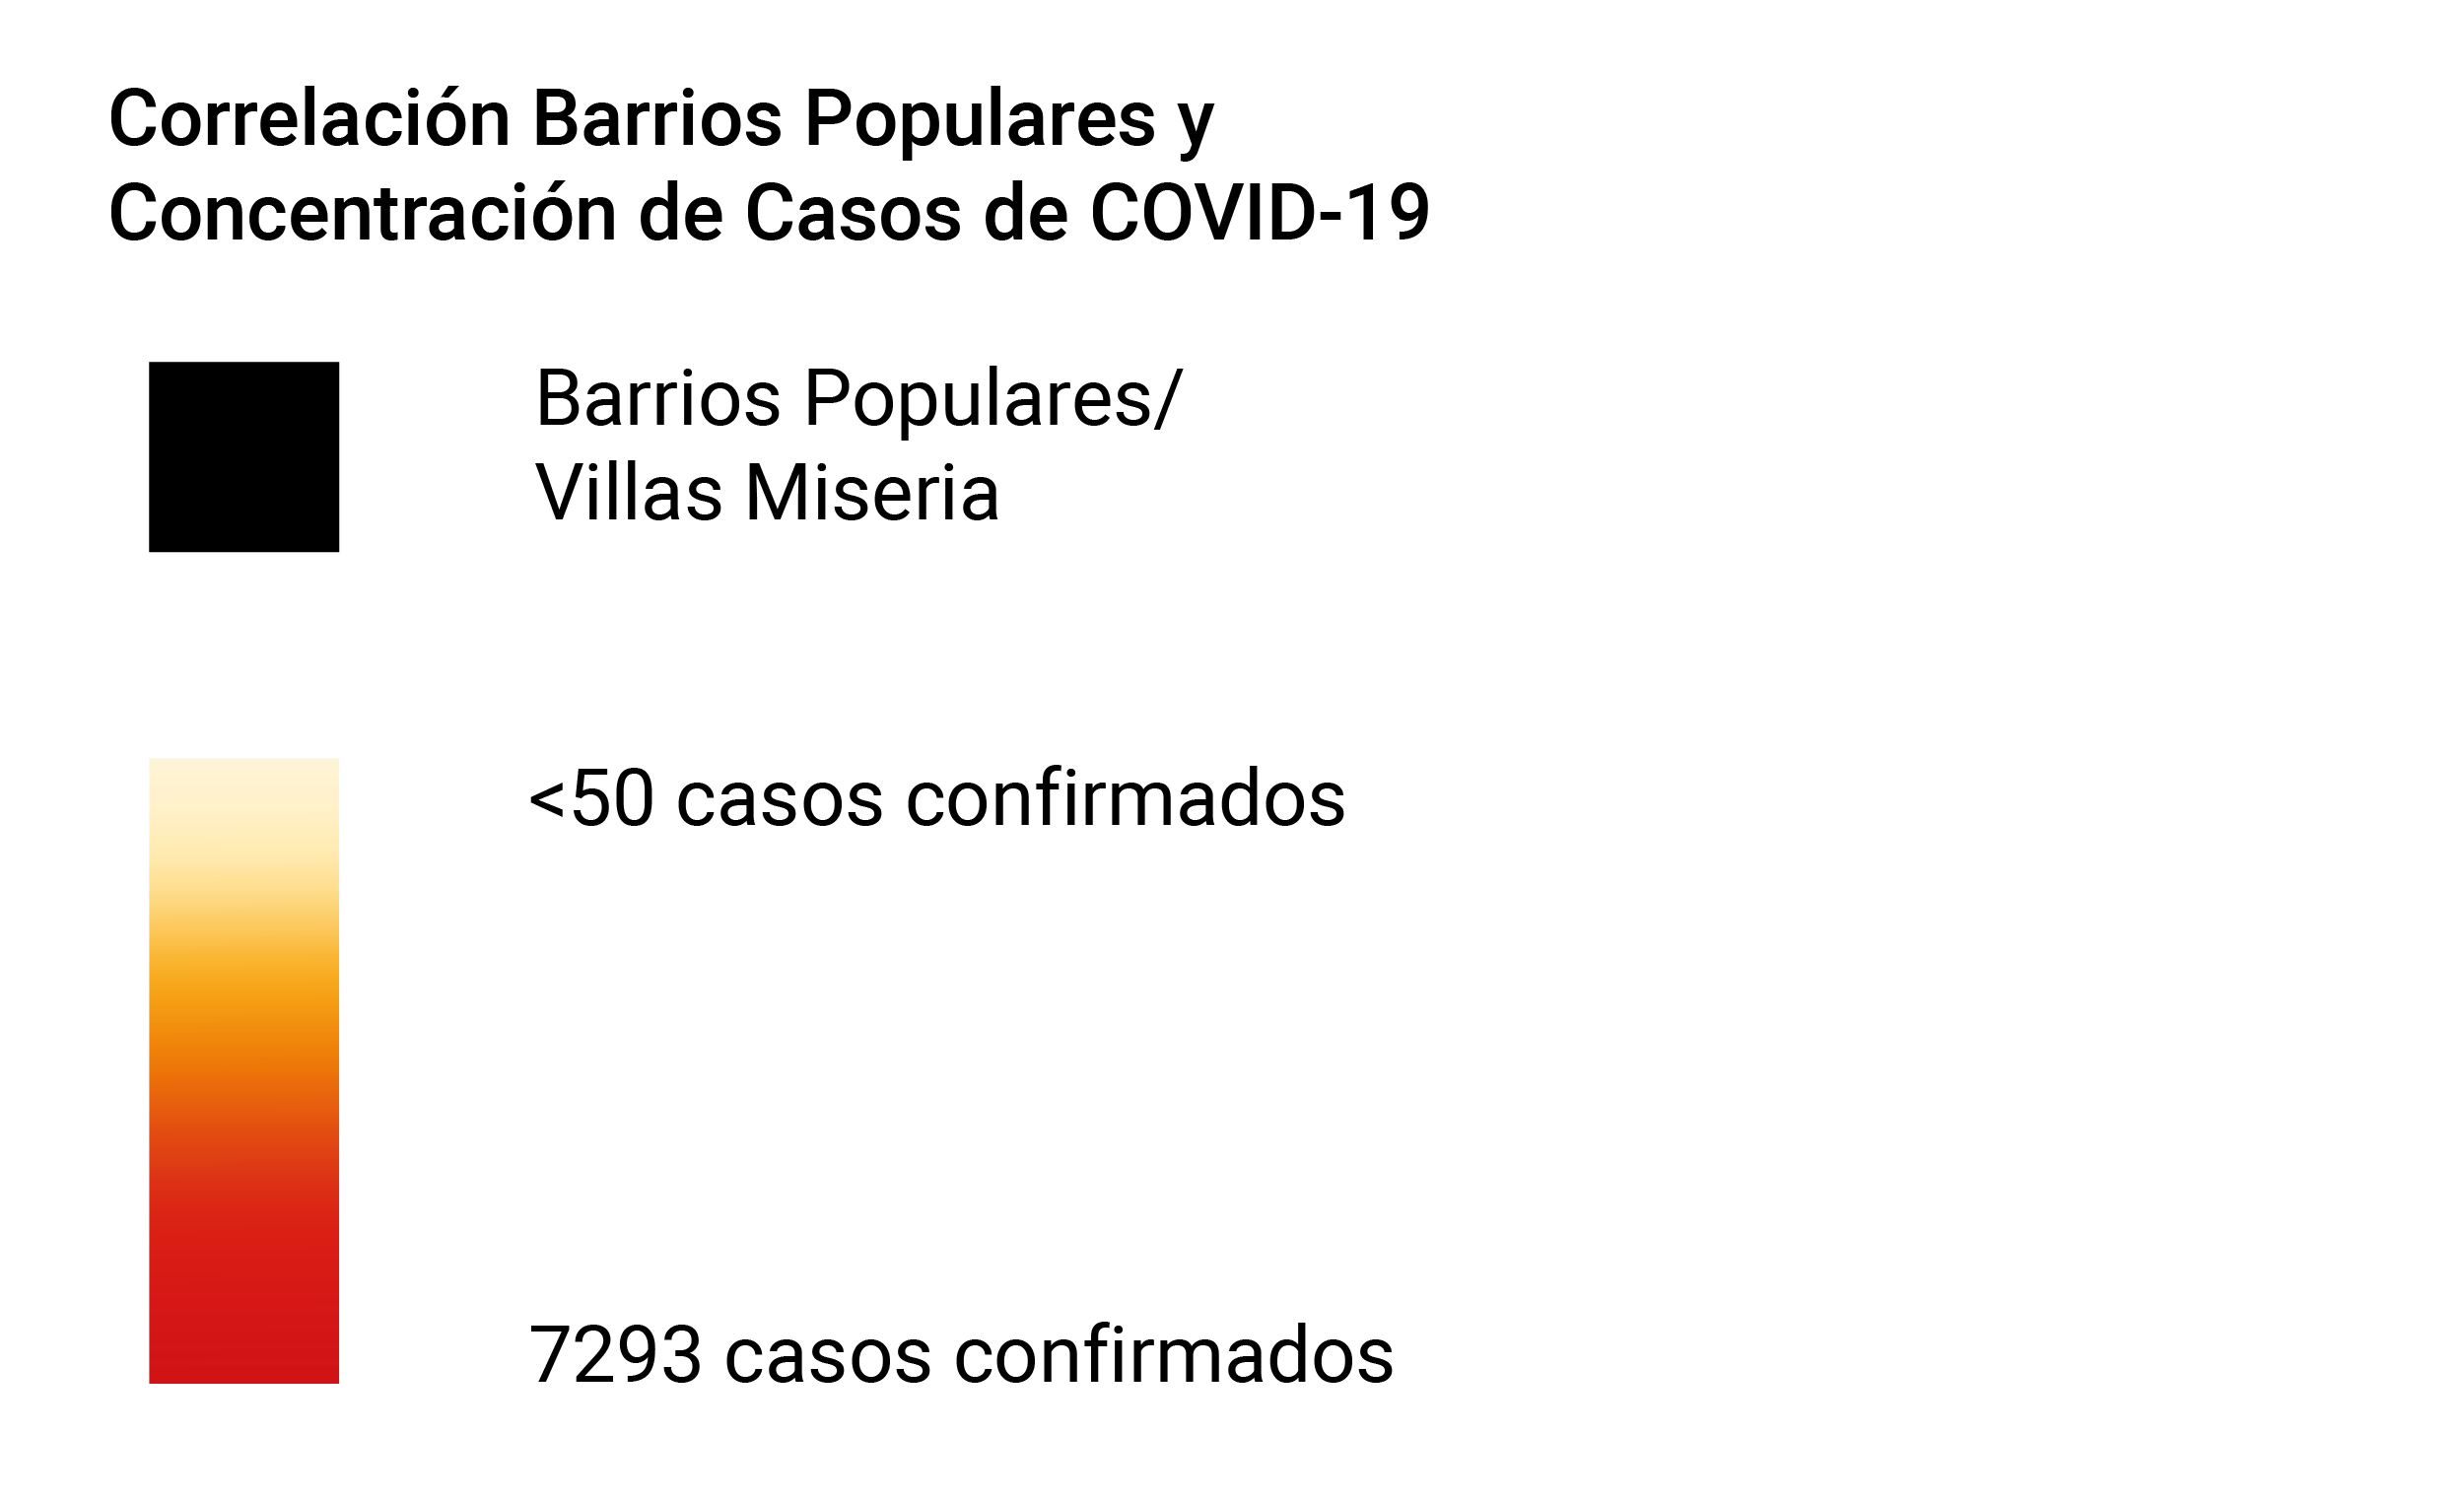 Correlación Barrios Populares y
Concentración de Casos de COVID-19
Barrios Populares/
Villas Miseria
<50 casos confirmados
7293 casos confirmados